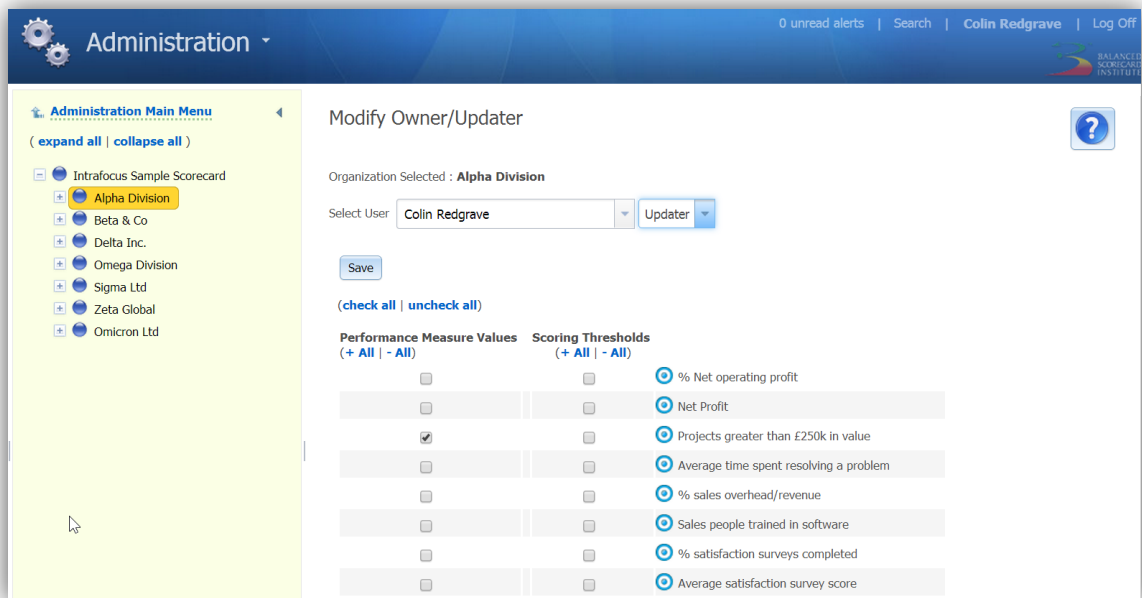 Administration
0 unread alerts | Search | Colin Redgrave | Log Off
BALANCED
SCORECARD
INSTITUTE
Administration Main Menu
( expand all | collapse all )
Intrafocus Sample Scorecard
Alpha Division
Beta & Co
Delta Inc.
Omega Division
Sigma Ltd
Zeta Global
Omicron Ltd
Modify Owner/Updater
?
Organization Selected : Alpha Division
Select User Colin Redgrave Updater
Save
(check all | uncheck all)
Performance Measure Values Scoring Thresholds
(+ All | - All) (+ All | - All)
% Net operating profit
Net Profit
Projects greater than £250k in value
Average time spent resolving a problem
% sales overhead/revenue
Sales people trained in software
% satisfaction surveys completed
Average satisfaction survey score